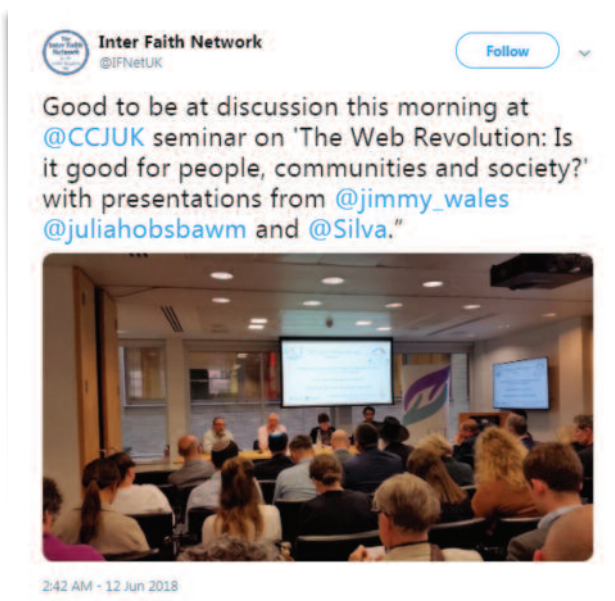 Inter Faith Network
@IFNetUK
Follow
Good to be at discussion this morning at
@CCJUK seminar on 'The Web Revolution: Is
it good for people, communities and society?'
with presentations from @jimmy_wales
@juliahobsbawm and @Silva.”
2:42 AM - 12 Jun 2018